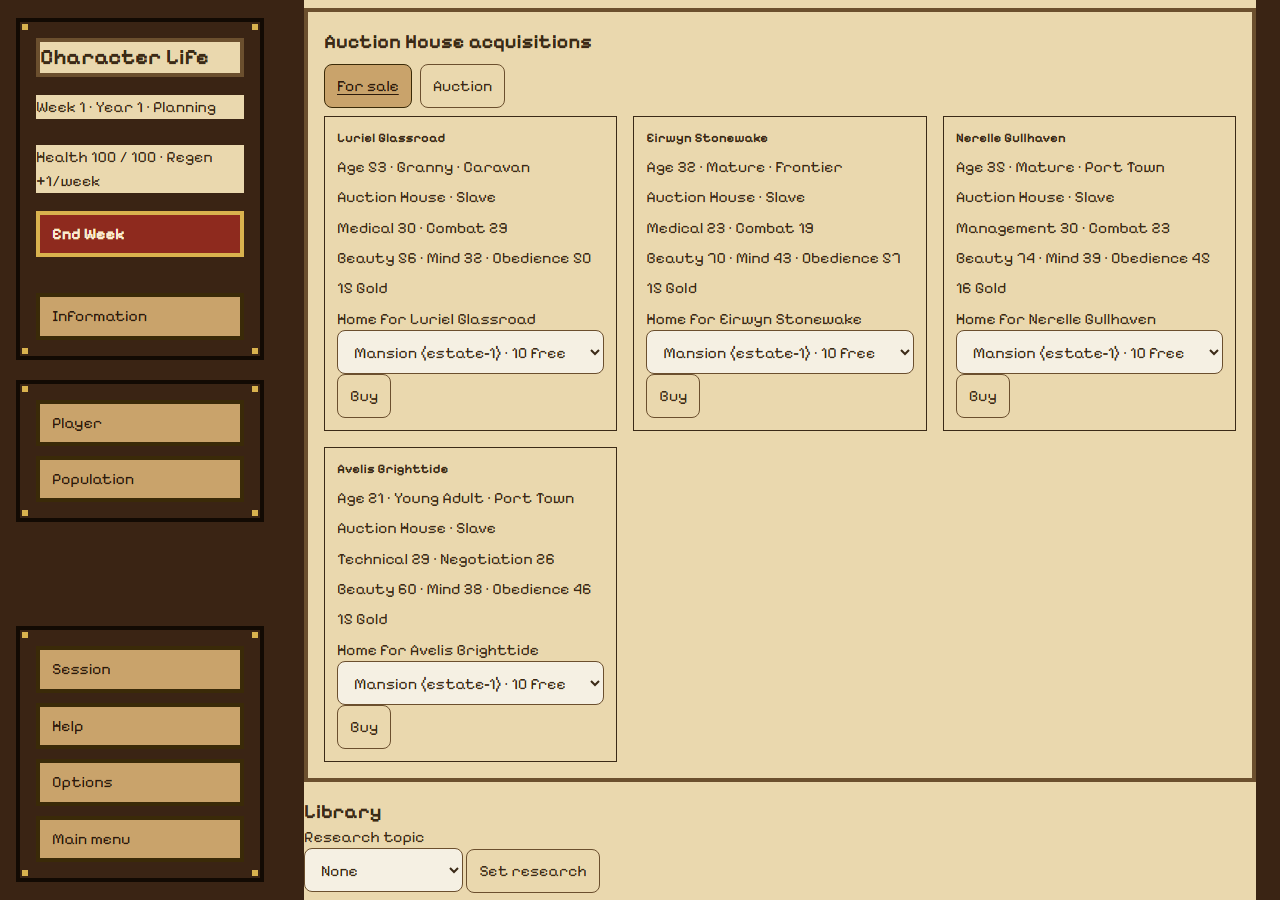 Character Life
Week 1 · Year 1 · Planning
Health 100 / 100 · Regen
+1/week
End Week
Information
Player
Population
Session
Help
Options
Main menu
Auction House acquisitions
For sale
Auction
Luriel Glassroad
Age 53 · Granny · Caravan
Auction House · Slave
Medical 30 · Combat 29
Beauty 56 · Mind 32 · Obedience 50
15 Gold
Home for Luriel Glassroad
Mansion (estate-1) · 10 free
Buy
Eirwyn Stonewake
Age 32 · Mature · Frontier
Auction House · Slave
Medical 23 · Combat 19
Beauty 70 · Mind 43 · Obedience 57
15 Gold
Home for Eirwyn Stonewake
Mansion (estate-1) · 10 free
Buy
Nerelle Gullhaven
Age 35 · Mature · Port Town
Auction House · Slave
Management 30 · Combat 23
Beauty 74 · Mind 39 · Obedience 45
16 Gold
Home for Nerelle Gullhaven
Mansion (estate-1) · 10 free
Buy
Avelis Brighttide
Age 21 · Young Adult · Port Town
Auction House · Slave
Technical 29 · Negotiation 26
Beauty 60 · Mind 38 · Obedience 46
15 Gold
Home for Avelis Brighttide
Mansion (estate-1) · 10 free
Buy
Library
Research topic
None
Set research